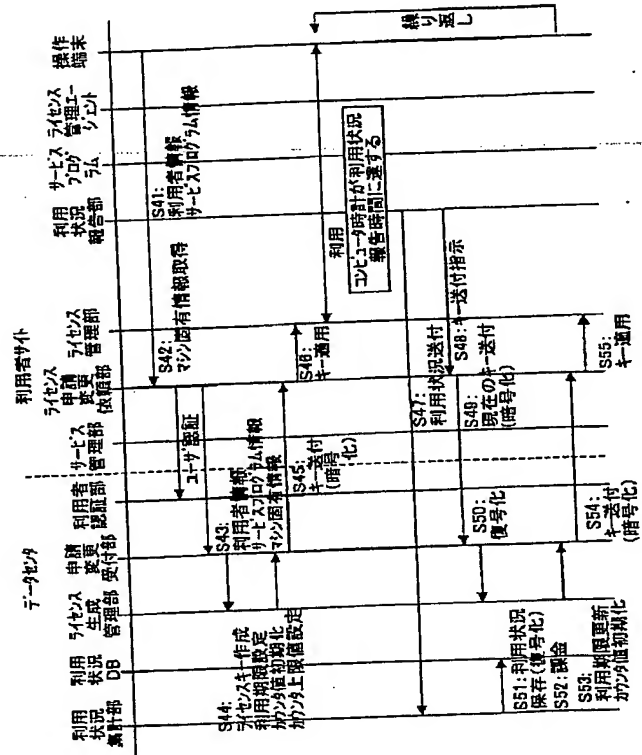 データセンタ
利用者サイト
利用
状況
集計部
利用
状況
DB
ライセンス
生成
管理部
申請
変更
受付部
利用者
認証部
サービス
管理部
ライセンス
申請
変更
依頼部
ライセンス
管理部
利用
状況
報告部
サービス
プログ
ラム
ライセンス
管理エー
ジェント
操作
端末
S41:
利用者情報
サービスプログラム情報
S42:
マシン固有情報取得
ユーザ認証
S43:
利用者情報
サービスプログラム情報
マシン固有情報
S44:
ライセンスキー作成
利用期限設定
カウンタ値初期化
カウンタ上限値設定
S45:
キー送付
(暗号化)
S46:
キー適用
利用
コンピュータ時計が利用状況
報告時間に達する
繰り返し
S47:
利用状況送付
S48:キー送付指示
S49:
現在のキー送付
(暗号化)
S50:
復号化
S51:利用状況
保存(復号化)
S52:課金
S53:
利用期限更新
カウンタ値初期化
S54:
キー送付
(暗号化)
S55:
キー適用